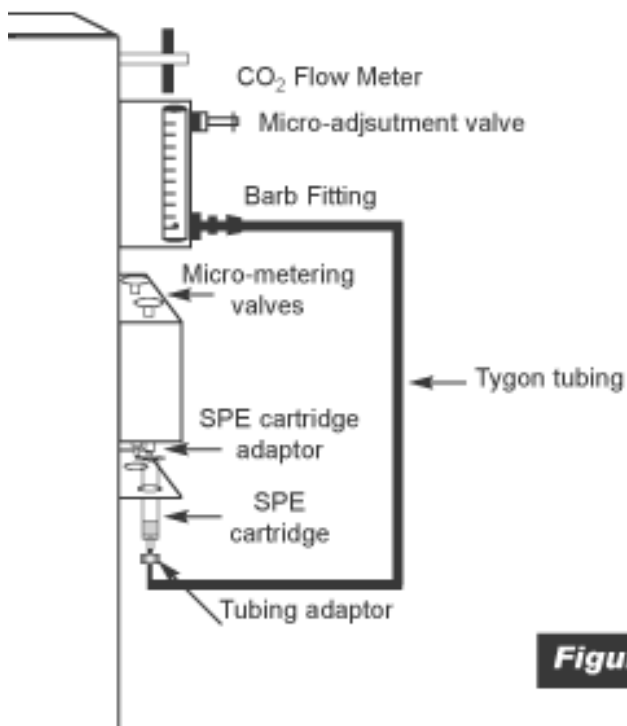 CO₂ Flow Meter
Micro-adjsutment valve
Barb Fitting
Micro-metering
valves
Tygon tubing
SPE cartridge
adaptor
SPE
cartridge
Tubing adaptor